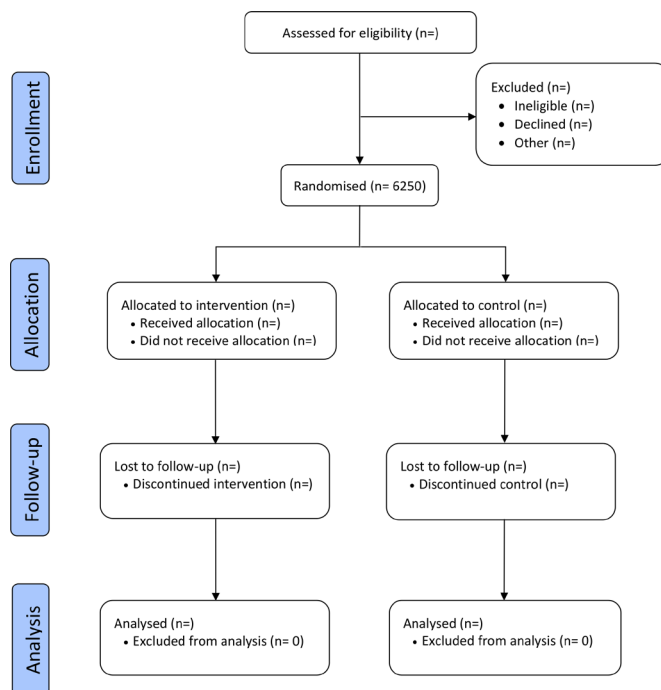 Assessed for eligibility (n=)
Enrollment
Excluded (n=)
• Ineligible (n=)
• Declined (n=)
• Other (n=)
Randomised (n= 6250)
Allocation
Allocated to intervention (n=)
• Received allocation (n=)
• Did not receive allocation (n=)
Allocated to control (n=)
• Received allocation (n=)
• Did not receive allocation (n=)
Follow-up
Lost to follow-up (n=)
• Discontinued intervention (n=)
Lost to follow-up (n=)
• Discontinued control (n=)
Analysis
Analysed (n=)
• Excluded from analysis (n= 0)
Analysed (n=)
• Excluded from analysis (n= 0)